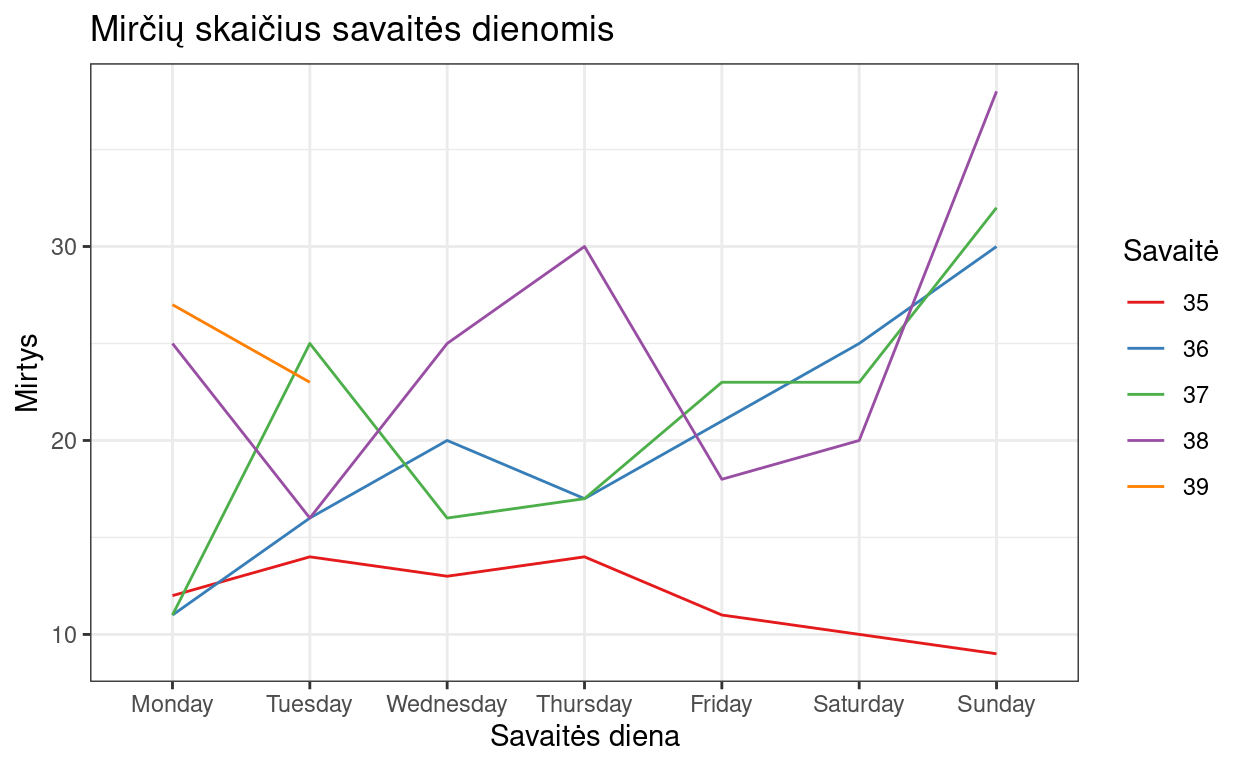 Mirčių skaičius savaitės dienomis
Mirtys
30
20
10
Monday Tuesday Wednesday Thursday Friday Saturday Sunday
Savaitės diena
Savaitė
35
36
37
38
39